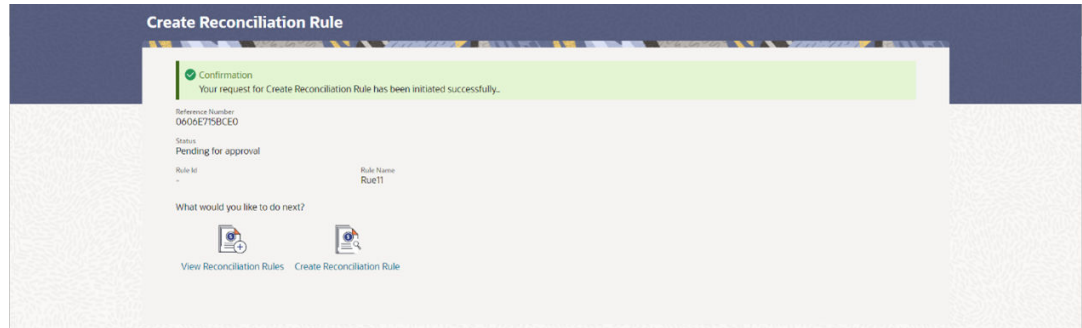 Create Reconciliation Rule
Confirmation
Your request for Create Reconciliation Rule has been initiated successfully..
Reference Number
0606E715BCE0
Status
Pending for approval
Rule Id Rule Name
- Rue11
What would you like to do next?
View Reconciliation Rules Create Reconciliation Rule